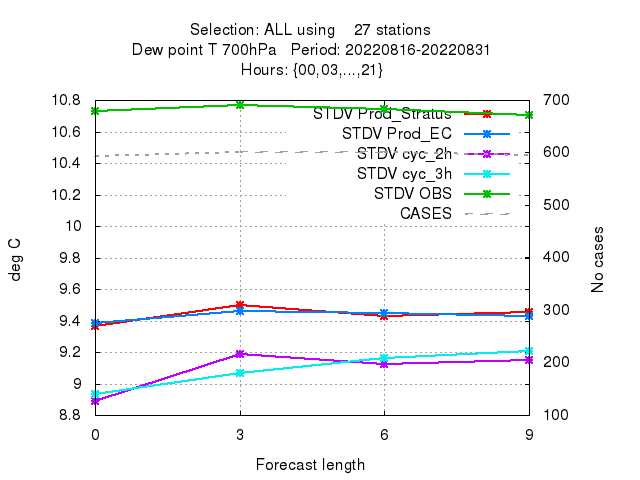 Selection: ALL using 27 stations
Dew point T 700hPa Period: 20220816-20220831
Hours: {00,03,...,21}
10.8
10.6
10.4
10.2
10
9.8
9.6
9.4
9.2
9
8.8
deg C
STDV Prod_Stratus
STDV Prod_EC
STDV cyc_2h
STDV cyc_3h
STDV OBS
CASES
700
600
500
400
300
200
100
No cases
0 3 6 9
Forecast length